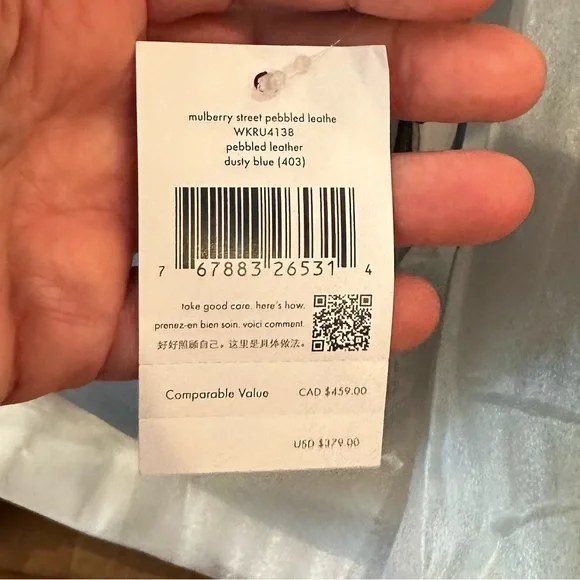 mulberry street pebbled leathe
WKRU4138
pebbled leather
dusty blue (403)
7 67883 26531 4
take good care. here's how.
prenez-en bien soin. voici comment.
好好照顾自己。这里是具体做法。
Comparable Value CAD $459.00
USD $379.00